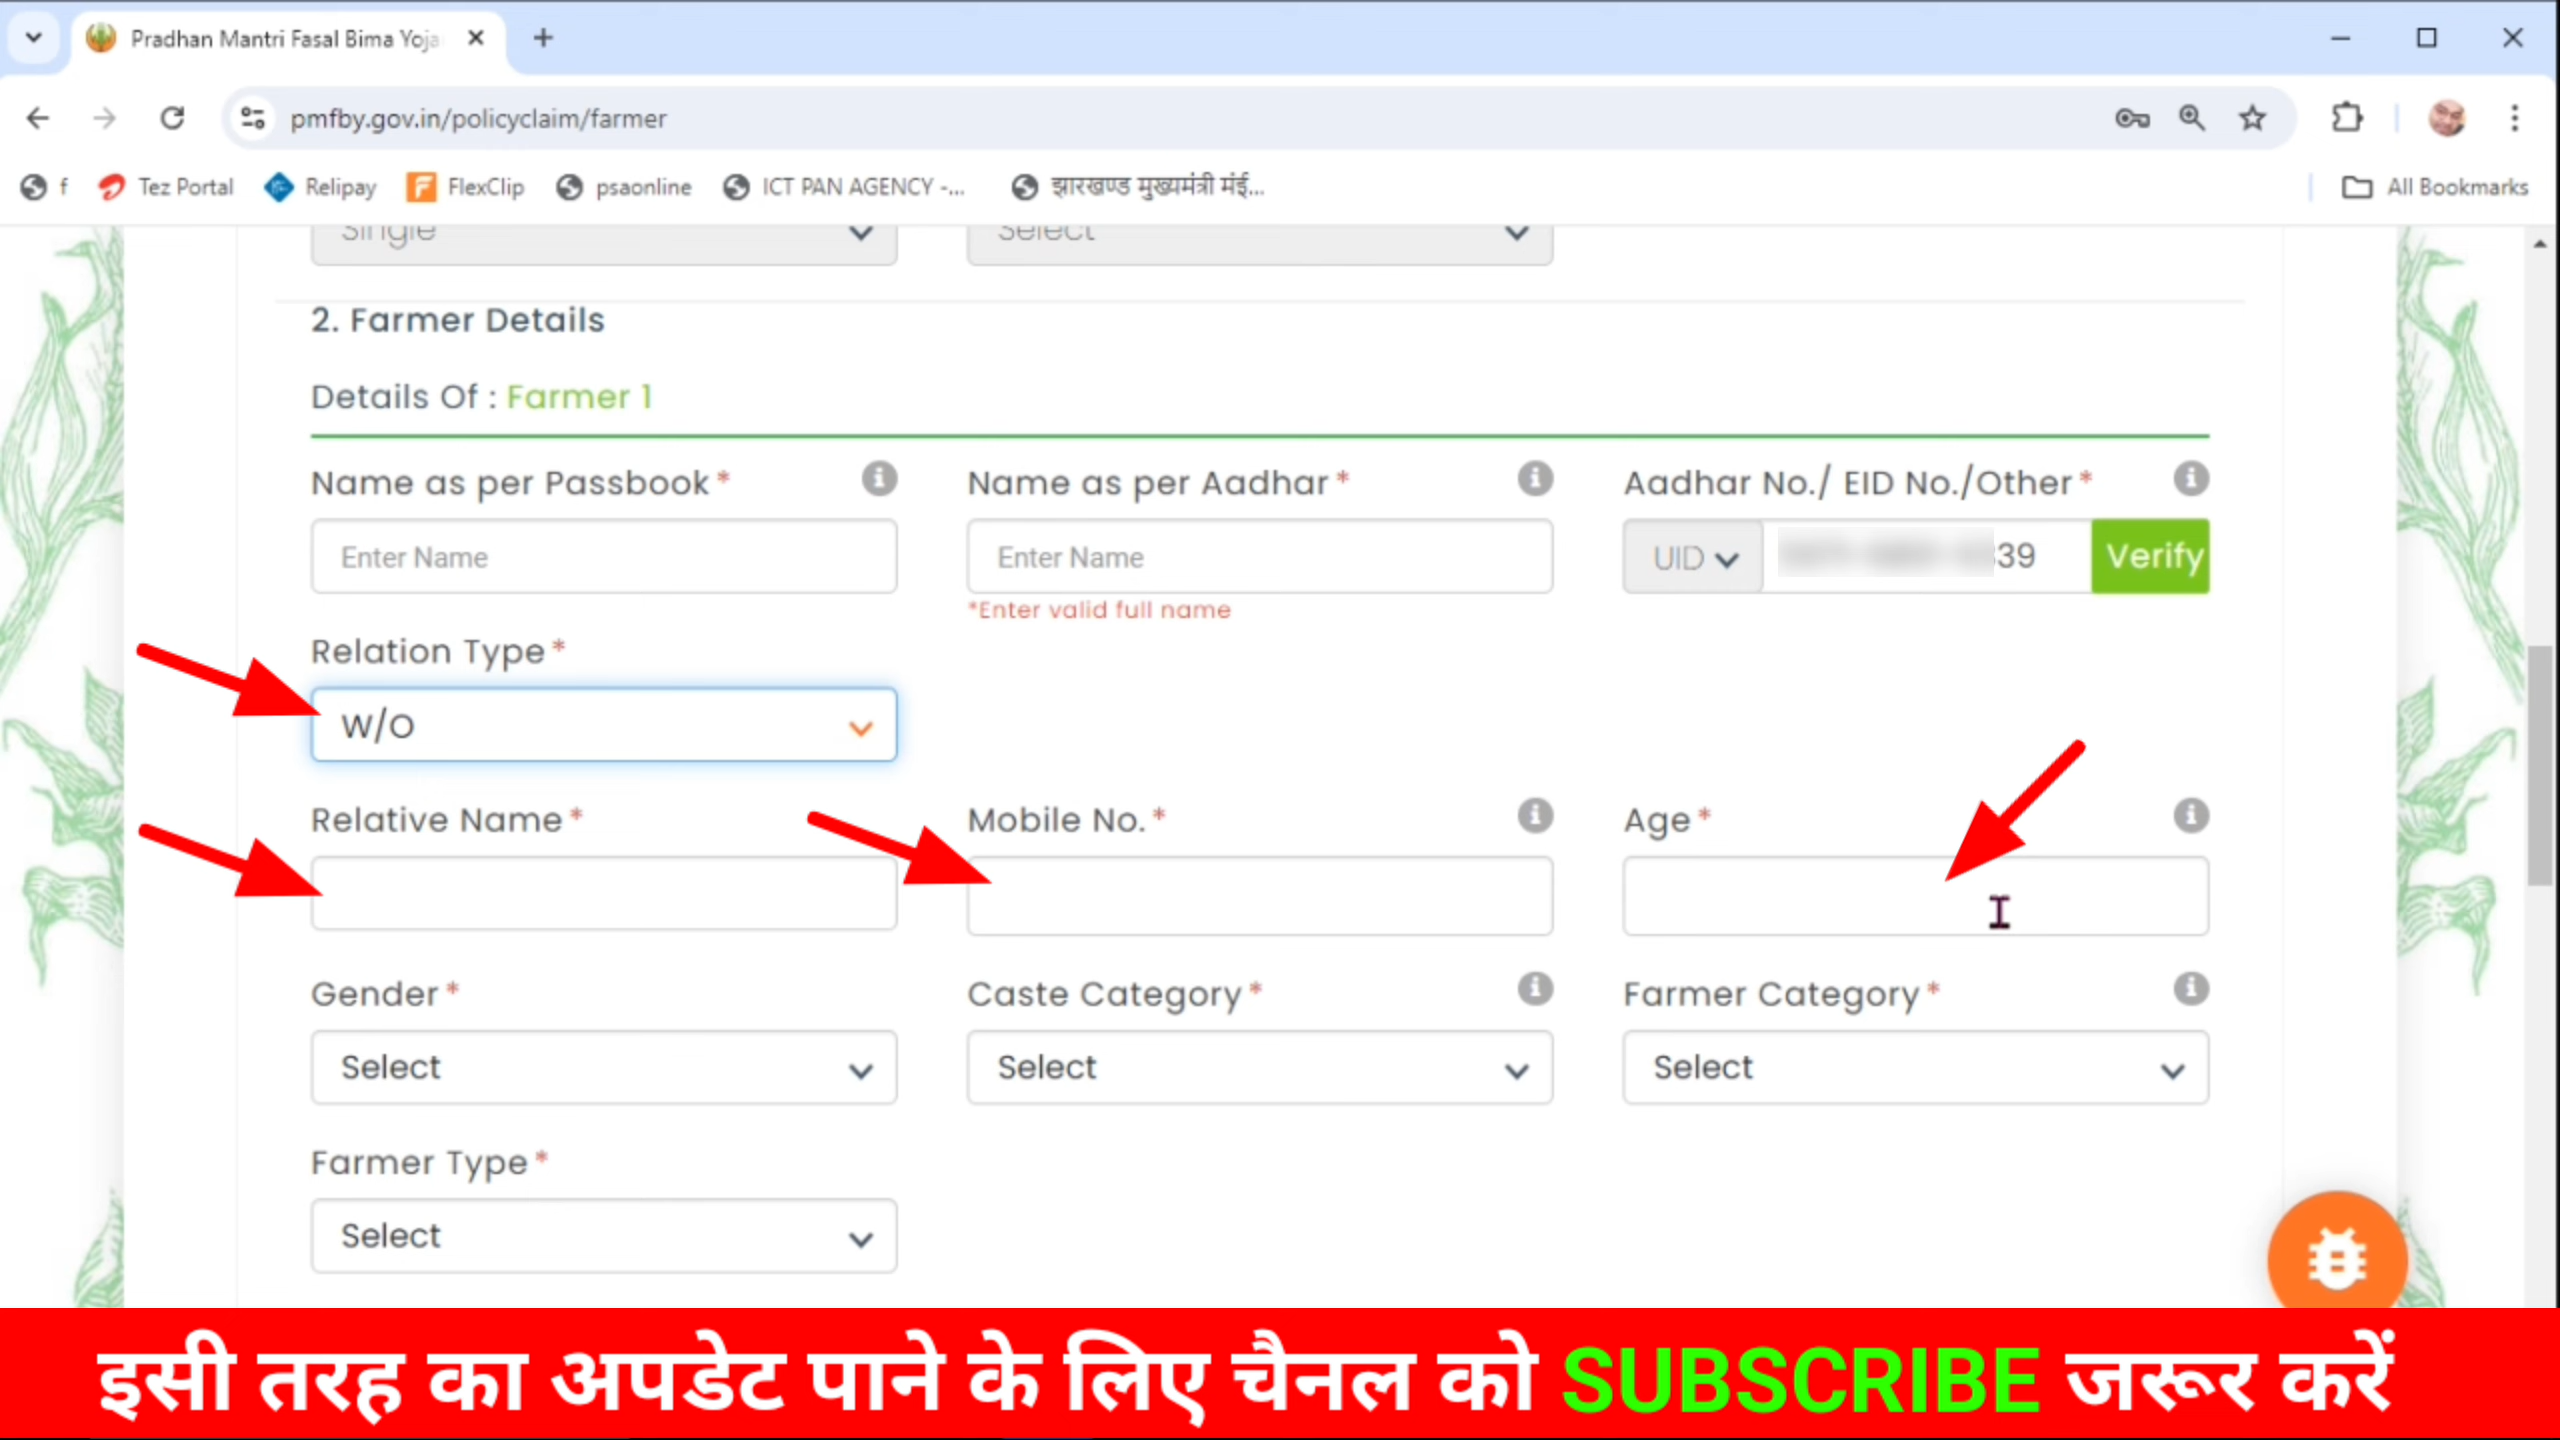 Pradhan Mantri Fasal Bima Yoja
pmfby.gov.in/policyclaim/farmer
f Tez Portal Relipay FlexClip psaonline ICT PAN AGENCY -... झारखण्ड मुख्यमंत्री मंई... All Bookmarks
Single Select
2. Farmer Details
Details Of : Farmer 1
Name as per Passbook * Name as per Aadhar * Aadhar No./ EID No./Other *
Enter Name Enter Name UID 39 Verify
*Enter valid full name
Relation Type *
W/O
Relative Name * Mobile No. * Age *
Gender * Caste Category * Farmer Category *
Select Select Select
Farmer Type *
Select
इसी तरह का अपडेट पाने के लिए चैनल को SUBSCRIBE जरूर करें